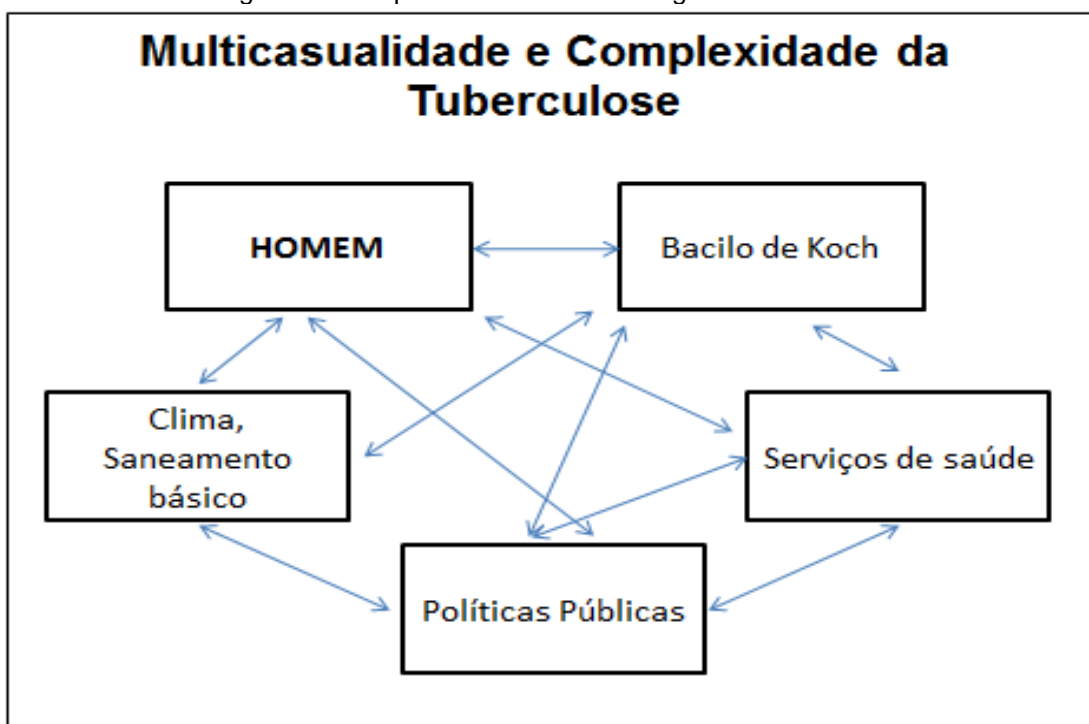 Multicasualidade e Complexidade da
Tuberculose
HOMEM
Bacilo de Koch
Clima,
Saneamento
básico
Serviços de saúde
Políticas Públicas